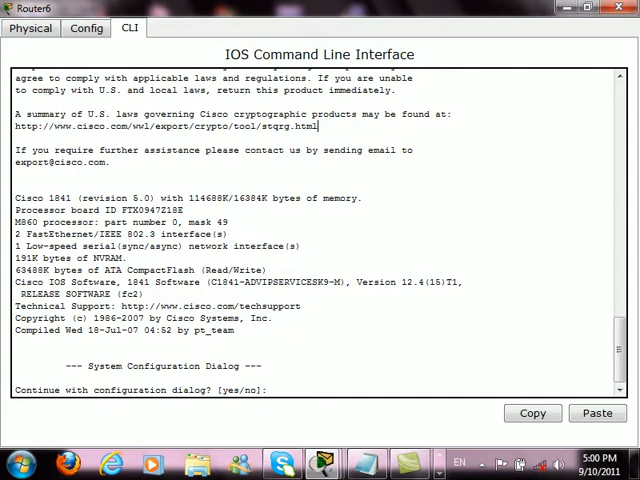 Router6
Physical
Config
CLI
IOS Command Line Interface
agree to comply with applicable laws and regulations. If you are unable
to comply with U.S. and local laws, return this product immediately.
A summary of U.S. laws governing Cisco cryptographic products may be found at:
http://www.cisco.com/wwl/export/crypto/tool/stqrg.html
If you require further assistance please contact us by sending email to
export@cisco.com.
Cisco 1841 (revision 5.0) with 114688K/16384K bytes of memory.
Processor board ID FTX0947Z18E
M860 processor: part number 0, mask 49
2 FastEthernet/IEEE 802.3 interface(s)
1 Low-speed serial(sync/async) network interface(s)
191K bytes of NVRAM.
63488K bytes of ATA CompactFlash (Read/Write)
Cisco IOS Software, 1841 Software (C1841-ADVIPSERVICESK9-M), Version 12.4(15)T1,
RELEASE SOFTWARE (fc2)
Technical Support: http://www.cisco.com/techsupport
Copyright (c) 1986-2007 by Cisco Systems, Inc.
Compiled Wed 18-Jul-07 04:52 by pt_team
--- System Configuration Dialog ---
Continue with configuration dialog? [yes/no]:
Copy
Paste
EN
5:00 PM
9/10/2011